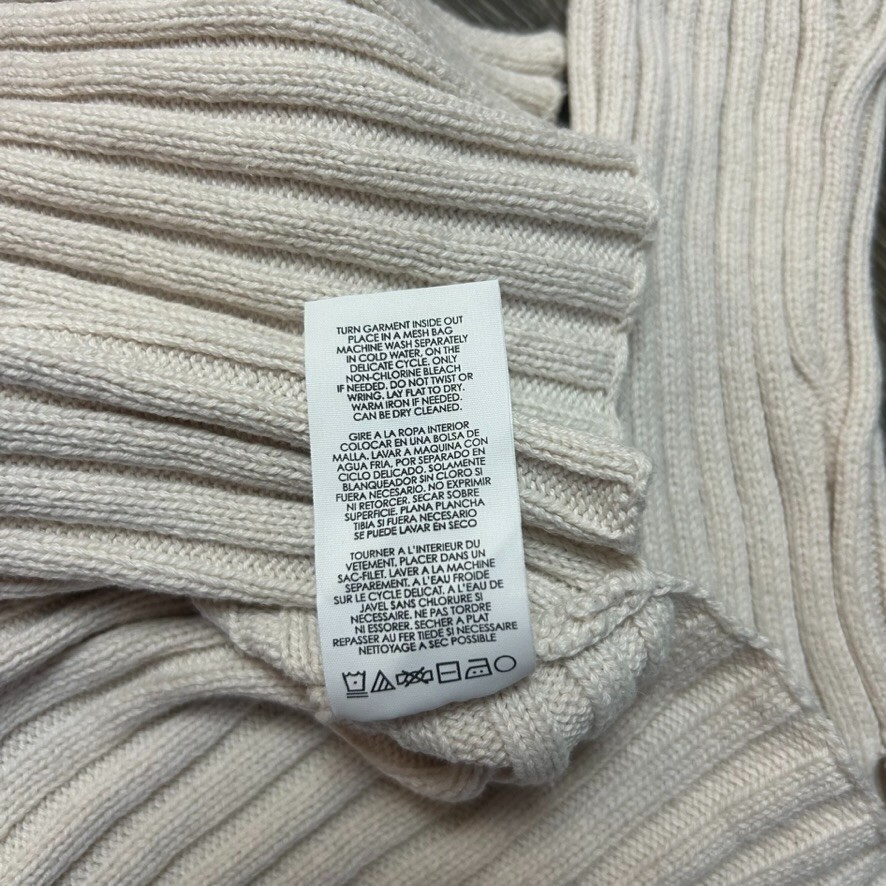 TURN GARMENT INSIDE OUT
PLACE IN A MESH BAG
MACHINE WASH SEPARATELY
IN COLD WATER, ON THE
DELICATE CYCLE. ONLY
NON-CHLORINE BLEACH
IF NEEDED. DO NOT TWIST OR
WRING. LAY FLAT TO DRY.
WARM IRON IF NEEDED.
CAN BE DRY CLEANED.
GIRE A LA ROPA INTERIOR
COLOCAR EN UNA BOLSA DE
MALLA. LAVAR A MAQUINA CON
AGUA FRIA, POR SEPARADO EN
CICLO DELICADO. SOLAMENTE
BLANQUEADOR SIN CLORO SI
FUERA NECESARIO. NO EXPRIMIR
NI RETORCER. SECAR SOBRE
SUPERFICIE. PLANA PLANCHA
TIBIA SI FUERA NECESARIO
SE PUEDE LAVAR EN SECO
TOURNER A L'INTERIEUR DU
VETEMENT, PLACER DANS UN
SAC-FILET. LAVER A LA MACHINE
SEPAREMENT. A L'EAU FROIDE
SUR LE CYCLE DELICAT. A L'EAU DE
JAVEL SANS CHLORURE SI
NECESSAIRE. NE PAS TORDRE
NI ESSORER. SECHER A PLAT
REPASSER AU FER TIEDE SI NECESSAIRE
NETTOYAGE A SEC POSSIBLE